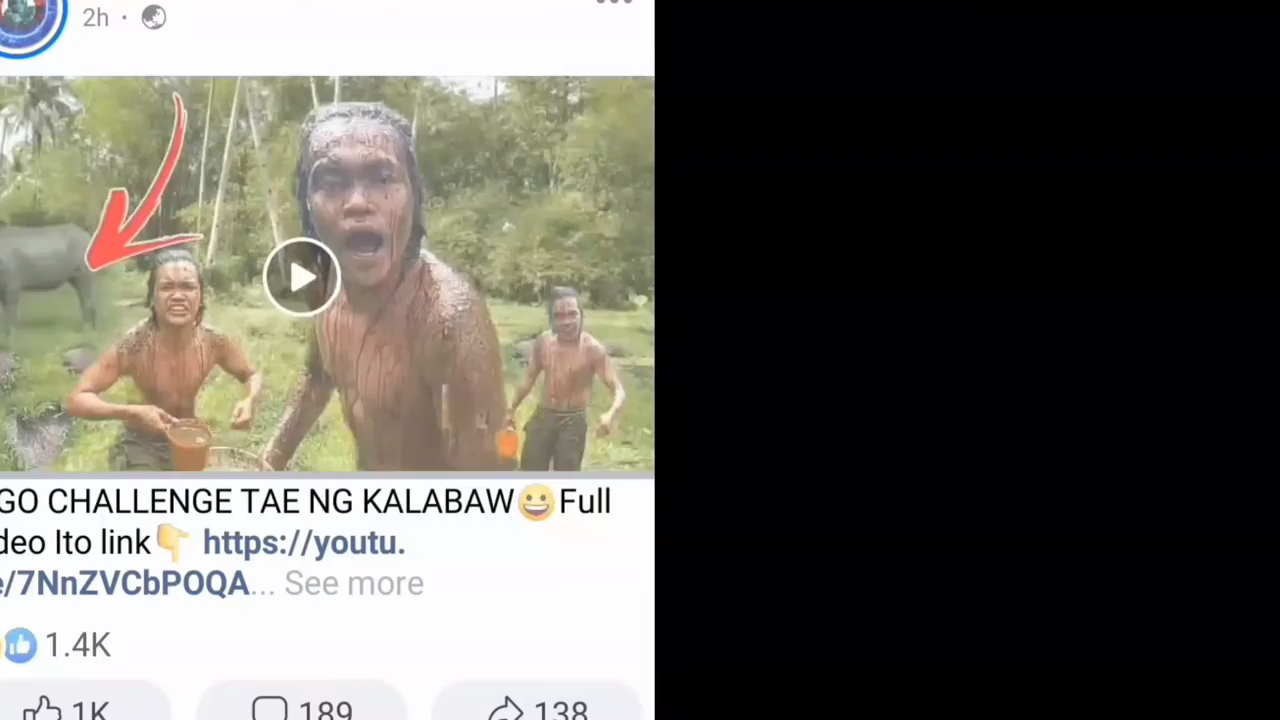 2h ·
GO CHALLENGE TAE NG KALABAW😀Full
deo Ito link👇 https://youtu.
e/7NnZVCbPOQA... See more
1.4K
1K 189 138